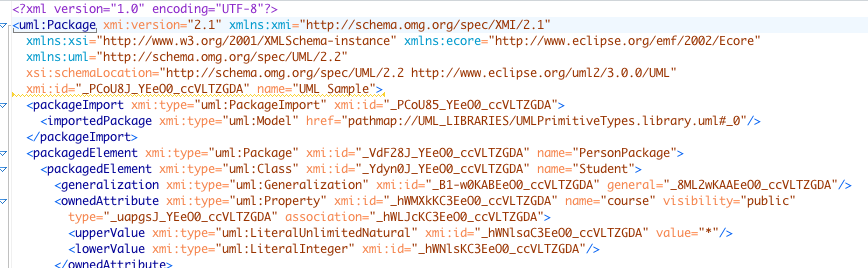 <?xml version="1.0" encoding="UTF-8"?>
<uml:Package xmi:version="2.1" xmlns:xmi="http://schema.omg.org/spec/XMI/2.1"
xmlns:xsi="http://www.w3.org/2001/XMLSchema-instance" xmlns:ecore="http://www.eclipse.org/emf/2002/Ecore"
xmlns:uml="http://schema.omg.org/spec/UML/2.2"
xsi:schemaLocation="http://schema.omg.org/spec/UML/2.2 http://www.eclipse.org/uml2/3.0.0/UML"
xmi:id="_PCoU8J_YEeO0_ccVLTZGDA" name="UML Sample">
<packageImport xmi:type="uml:PackageImport" xmi:id="_PCoU85_YEeO0_ccVLTZGDA">
<importedPackage xmi:type="uml:Model" href="pathmap://UML_LIBRARIES/UMLPrimitiveTypes.library.uml#_0"/>
</packageImport>
<packagedElement xmi:type="uml:Package" xmi:id="_VdF28J_YEeO0_ccVLTZGDA" name="PersonPackage">
<packagedElement xmi:type="uml:Class" xmi:id="_Ydyn0J_YEeO0_ccVLTZGDA" name="Student">
<generalization xmi:type="uml:Generalization" xmi:id="_B1-w0KABEeO0_ccVLTZGDA" general="_8ML2wKAAEeO0_ccVLTZGDA"/>
<ownedAttribute xmi:type="uml:Property" xmi:id="_hWMXkKC3EeO0_ccVLTZGDA" name="course" visibility="public"
type="_uapgsJ_YEeO0_ccVLTZGDA" association="_hWLJcKC3EeO0_ccVLTZGDA">
<upperValue xmi:type="uml:LiteralUnlimitedNatural" xmi:id="_hWNlsaC3EeO0_ccVLTZGDA" value="*"/>
<lowerValue xmi:type="uml:LiteralInteger" xmi:id="_hWNlsKC3EeO0_ccVLTZGDA"/>
</ownedAttribute>